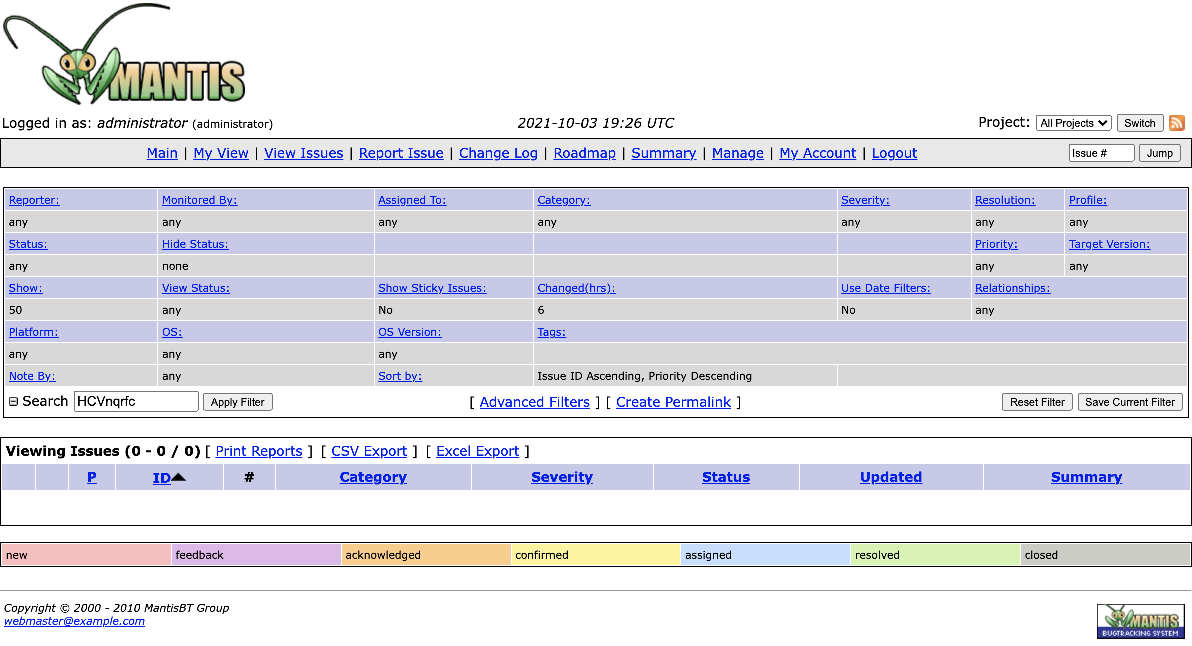 MANTIS
Logged in as: administrator (administrator) 2021-10-03 19:26 UTC Project: All Projects Switch
Main | My View | View Issues | Report Issue | Change Log | Roadmap | Summary | Manage | My Account | Logout Issue # Jump
Reporter: Monitored By: Assigned To: Category: Severity: Resolution: Profile:
any any any any any any any
Status: Hide Status: Priority: Target Version:
any none any any
Show: View Status: Show Sticky Issues: Changed(hrs): Use Date Filters: Relationships:
50 any No 6 No any
Platform: OS: OS Version: Tags:
any any any
Note By: any Sort by: Issue ID Ascending, Priority Descending
Search HCVnqrfc Apply Filter [ Advanced Filters ] [ Create Permalink ] Reset Filter Save Current Filter
Viewing Issues (0 - 0 / 0) [ Print Reports ] [ CSV Export ] [ Excel Export ]
P ID # Category Severity Status Updated Summary
new feedback acknowledged confirmed assigned resolved closed
Copyright © 2000 - 2010 MantisBT Group
webmaster@example.com
MANTIS
BUGTRACKING SYSTEM